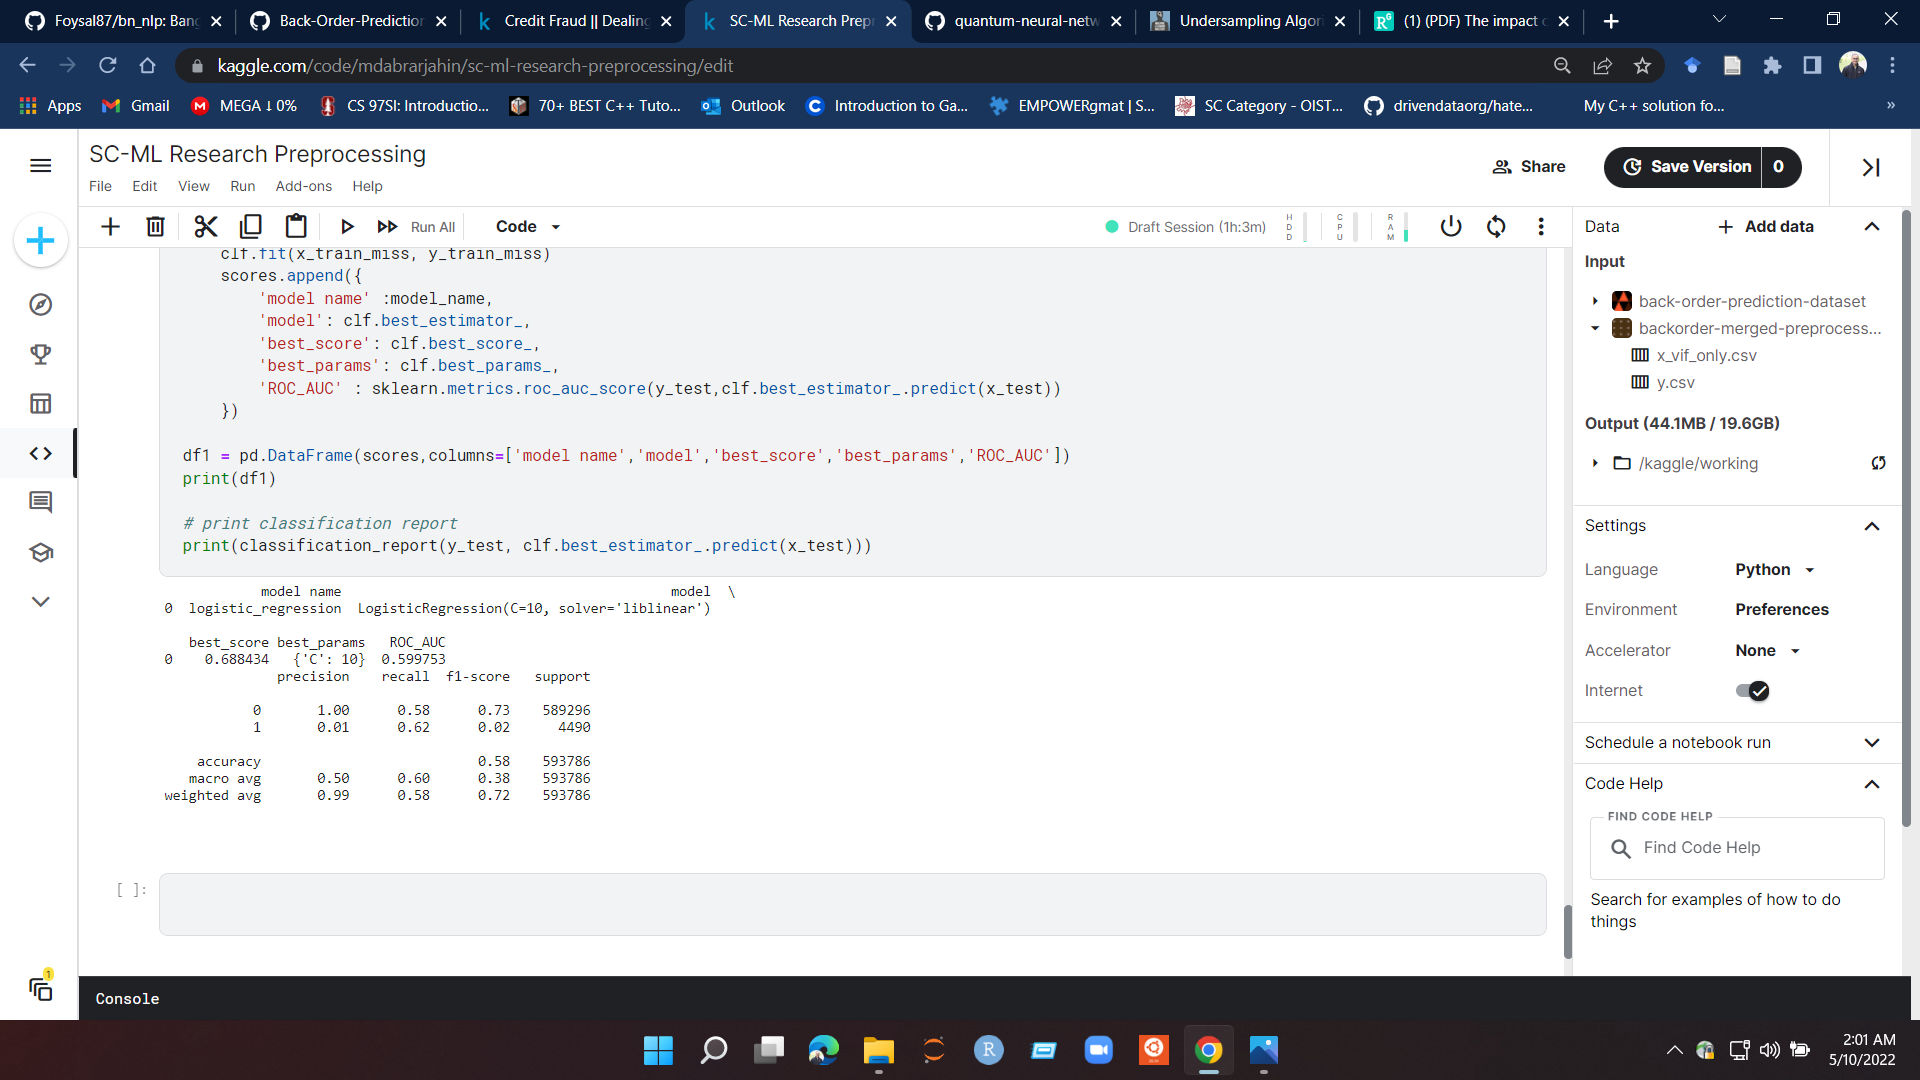 Foysal87/bn_nlp: Bang
Back-Order-Prediction
Credit Fraud || Dealing
SC-ML Research Prepr
quantum-neural-netw
Undersampling Algori
(1) (PDF) The impact o
kaggle.com/code/mdabrarjahin/sc-ml-research-preprocessing/edit
Apps
Gmail
MEGA ↓ 0%
CS 97SI: Introductio...
70+ BEST C++ Tuto...
Outlook
Introduction to Ga...
EMPOWERgmat | S...
SC Category - OIST...
drivendataorg/hate...
My C++ solution fo...
»
SC-ML Research Preprocessing
File Edit View Run Add-ons Help
Share
Save Version 0
Run All
Code
Draft Session (1h:3m)
HDD
CPU
RAM
clf.fit(x_train_miss, y_train_miss)
scores.append({
'model name' :model_name,
'model': clf.best_estimator_,
'best_score': clf.best_score_,
'best_params': clf.best_params_,
'ROC_AUC' : sklearn.metrics.roc_auc_score(y_test,clf.best_estimator_.predict(x_test))
})
df1 = pd.DataFrame(scores,columns=['model name','model','best_score','best_params','ROC_AUC'])
print(df1)
# print classification report
print(classification_report(y_test, clf.best_estimator_.predict(x_test)))
model name model \
0 logistic_regression LogisticRegression(C=10, solver='liblinear')
best_score best_params ROC_AUC
0 0.688434 {'C': 10} 0.599753
precision recall f1-score support
0 1.00 0.58 0.73 589296
1 0.01 0.62 0.02 4490
accuracy 0.58 593786
macro avg 0.50 0.60 0.38 593786
weighted avg 0.99 0.58 0.72 593786
[ ]:
Console
Data
Add data
Input
back-order-prediction-dataset
backorder-merged-preprocess...
x_vif_only.csv
y.csv
Output (44.1MB / 19.6GB)
/kaggle/working
Settings
Language Python
Environment Preferences
Accelerator None
Internet
Schedule a notebook run
Code Help
FIND CODE HELP
Find Code Help
Search for examples of how to do
things
1
R
2:01 AM
5/10/2022